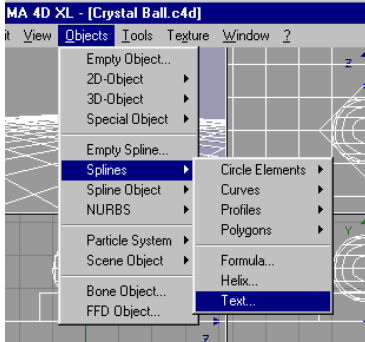 MA 4D XL - [Crystal Ball.c4d]
View Objects Tools Texture Window ?
Empty Object...
2D-Object
3D-Object
Special Object
Empty Spline...
Splines
Spline Object
NURBS
Particle System
Scene Object
Bone Object...
FFD Object...
Circle Elements
Curves
Profiles
Polygons
Formula...
Helix...
Text...
z
Y
Z